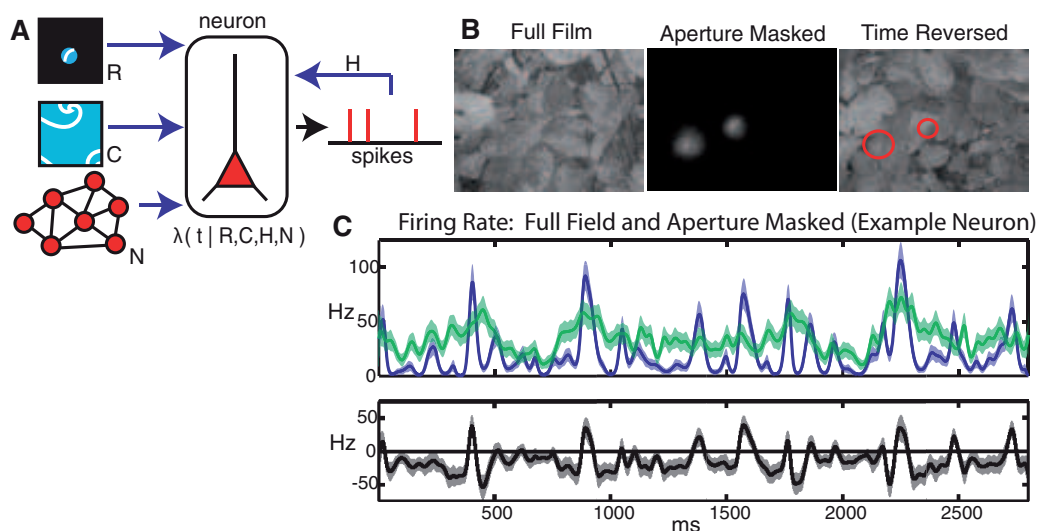 A
R
C
N
neuron
H
spikes
λ( t | R,C,H,N )
B
Full Film
Aperture Masked
Time Reversed
C
Firing Rate:  Full Field and Aperture Masked (Example Neuron)
100
Hz
50
0
50
Hz
0
-50
500
1000
1500
2000
2500
ms